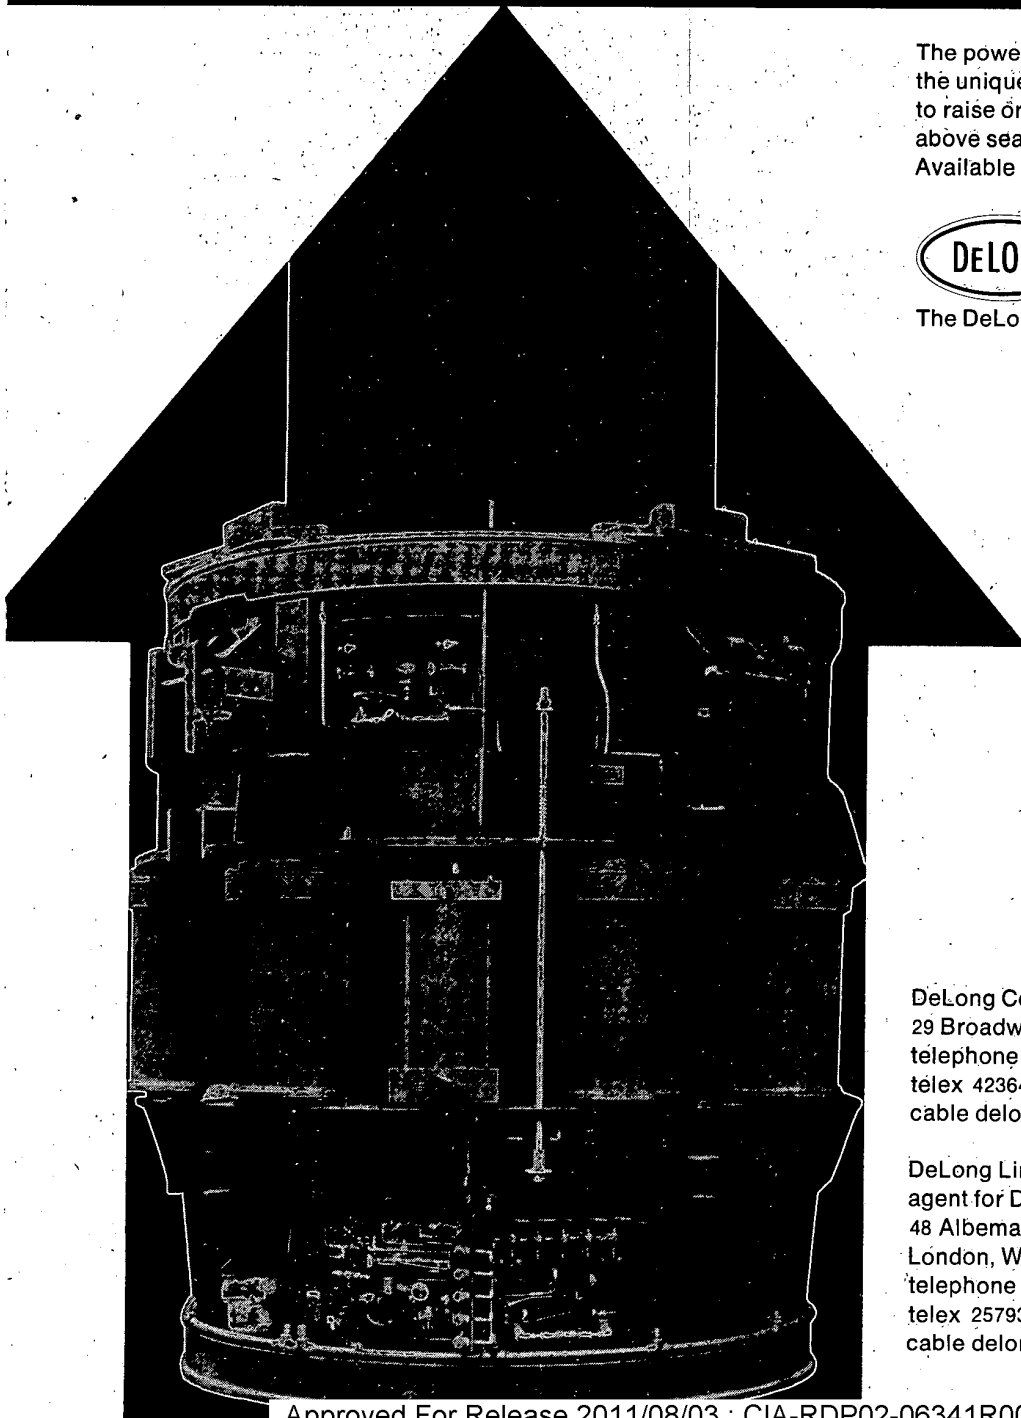 The powe
the unique
to raise or
above sea
Available
DELO
The DeLo
DeLong Co
29 Broadw
telephone
telex 42364
cable delo
DeLong Li
agent for D
48 Albema
London, W
telephone
telex 25793
cable delo
Approved For Release 2011/08/03 : CIA-RDP02-06341R00